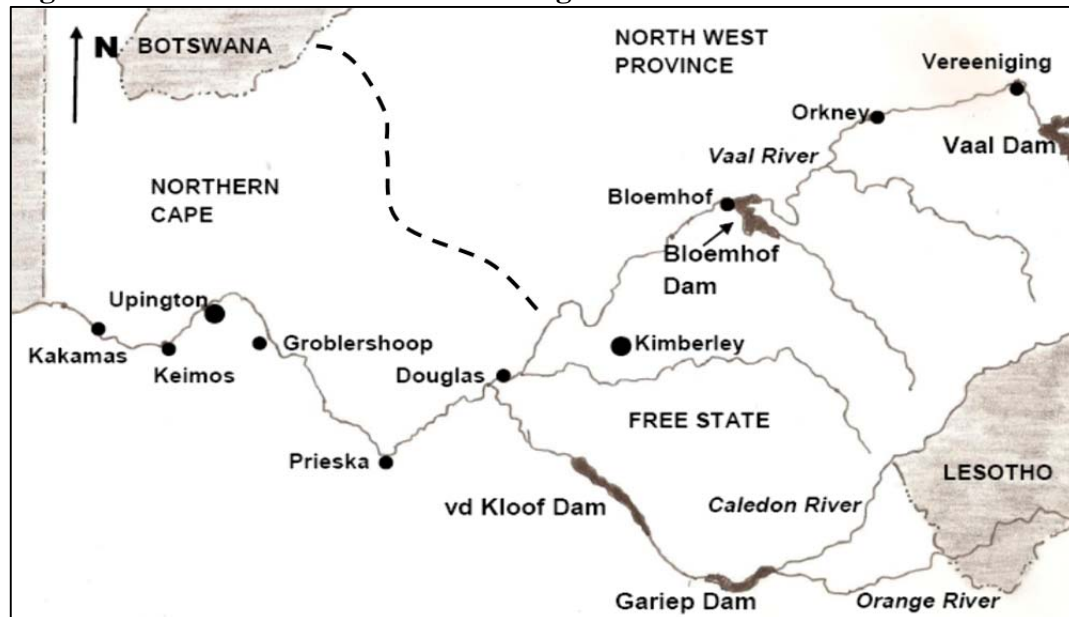 N
BOTSWANA
NORTH WEST
PROVINCE
Vereeniging
Orkney
Vaal Dam
Vaal River
NORTHERN
CAPE
Bloemhof
Bloemhof
Dam
Upington
Kakamas
Keimos
Groblershoop
Kimberley
Douglas
FREE STATE
Prieska
LESOTHO
vd Kloof Dam
Caledon River
Gariep Dam
Orange River